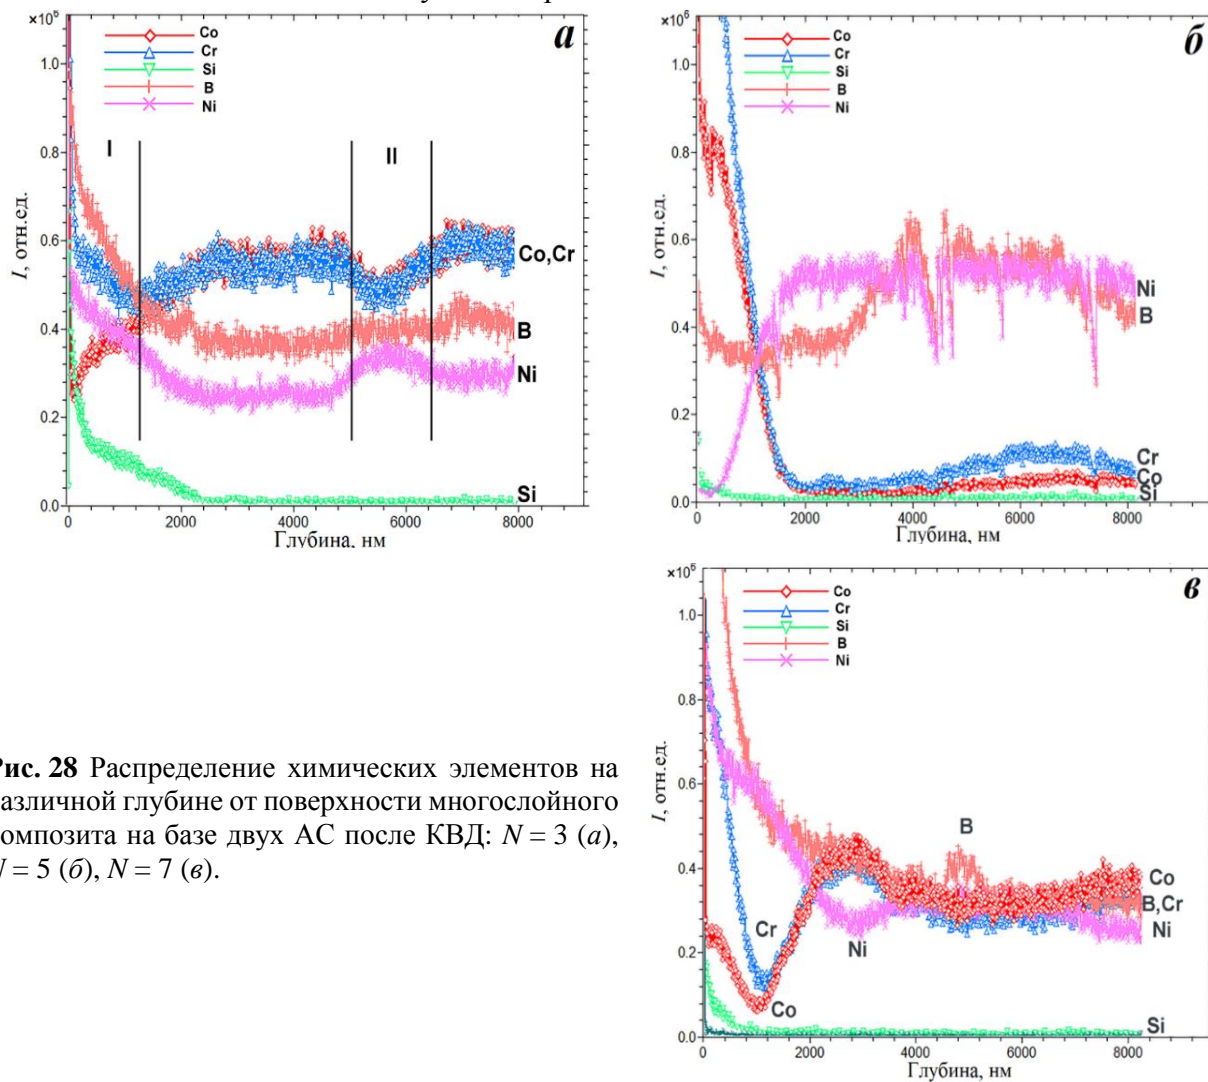 ×10⁶
а
Co
Cr
Si
B
Ni
I
II
1.0
0.8
0.6
0.4
0.2
0.0
I, отн.ед.
Co,Cr
B
Ni
Si
0
2000
4000
6000
8000
Глубина, нм
×10⁶
б
Co
Cr
Si
B
Ni
1.0
0.8
0.6
0.4
0.2
0.0
I, отн.ед.
Ni
B
Cr
Co
Si
0
2000
4000
6000
8000
Глубина, нм
×10⁶
в
Co
Cr
Si
B
Ni
1.0
0.8
0.6
0.4
0.2
0.0
I, отн.ед.
B
Cr
Ni
Co
Co
B,Cr
Ni
Si
0
2000
4000
6000
8000
Глубина, нм
Рис. 28 Распределение химических элементов на
различной глубине от поверхности многослойного
композита на базе двух АС после КВД: N = 3 (а),
N = 5 (б), N = 7 (в).